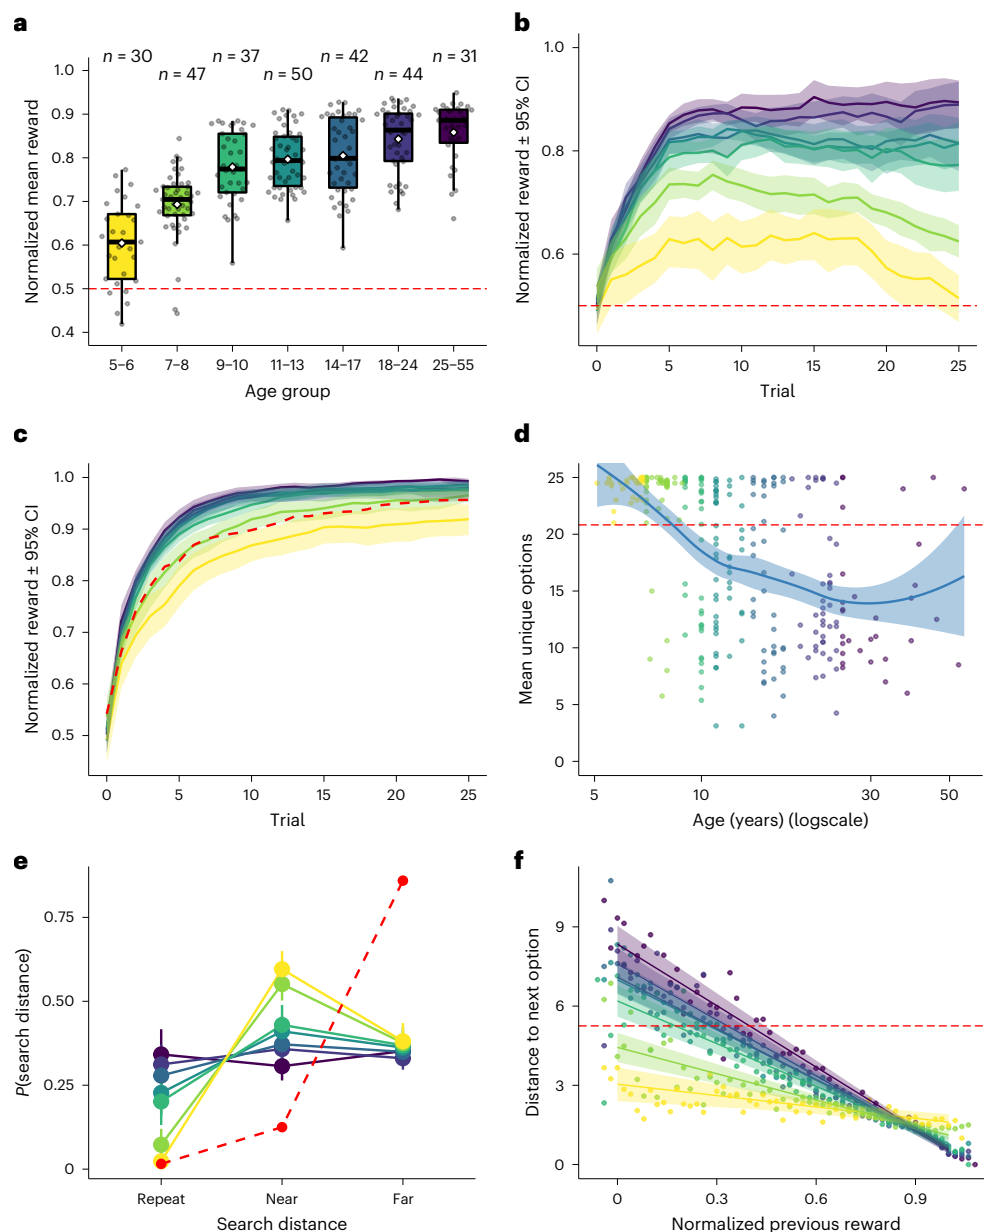 a
n = 30
n = 37
n = 42
n = 31
n = 47
n = 50
n = 44
1.0
0.9
0.8
0.7
0.6
0.5
0.4
Normalized mean reward
5–6
7–8
9–10
11–13
14–17
18–24
25–55
Age group
b
1.0
0.8
0.6
Normalized reward ± 95% CI
0
5
10
15
20
25
Trial
c
1.0
0.9
0.8
0.7
0.6
0.5
Normalized reward ± 95% CI
0
5
10
15
20
25
Trial
d
25
20
15
10
5
0
Mean unique options
5
10
30
50
Age (years) (logscale)
e
0.75
0.50
0.25
0
P(search distance)
Repeat
Near
Far
Search distance
f
9
6
3
0
Distance to next option
0
0.3
0.6
0.9
Normalized previous reward